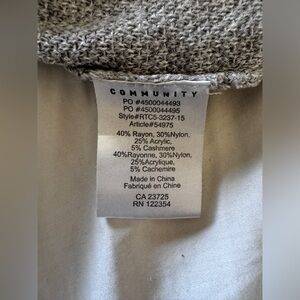 COMMUNITY
PO #4500044493
PO #4500044495
Style#RTC5-3237-15
Article#54975
40% Rayon, 30%Nylon,
25% Acrylic,
5% Cashmere
40%Rayonne, 30%Nylon,
25%Acrylique,
5% Cachemire
Made in China
Fabriqué en Chine
CA 23725
RN 122354